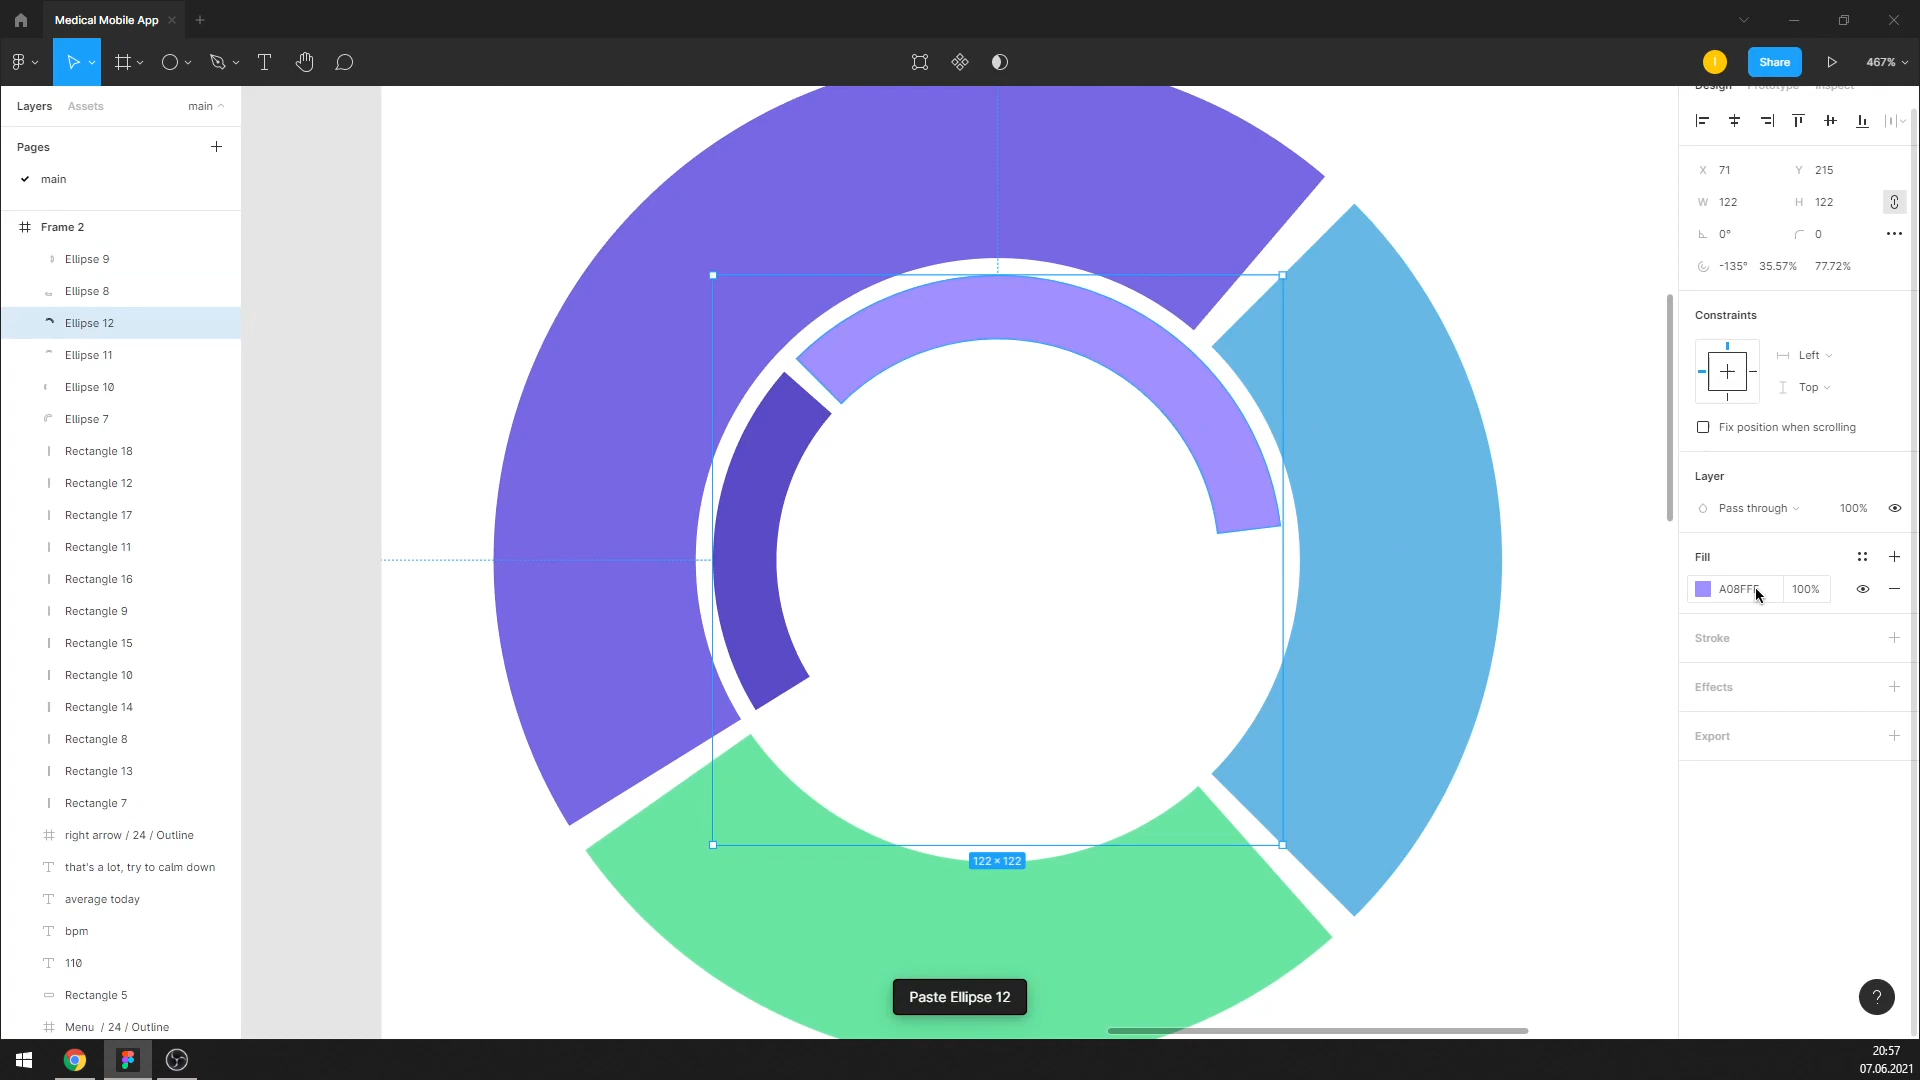 Medical Mobile App
Share
467%
Layers
Assets
main
Pages
main
Frame 2
Ellipse 9
Ellipse 8
Ellipse 12
Ellipse 11
Ellipse 10
Ellipse 7
Rectangle 18
Rectangle 12
Rectangle 17
Rectangle 11
Rectangle 16
Rectangle 9
Rectangle 15
Rectangle 10
Rectangle 14
Rectangle 8
Rectangle 13
Rectangle 7
right arrow / 24 / Outline
that's a lot, try to calm down
average today
bpm
110
Rectangle 5
Menu / 24 / Outline
122 × 122
Paste Ellipse 12
Design Prototype Inspect
X 71 Y 215
W 122 H 122
0° 0
-135° 35.57% 77.72%
Constraints
Left
Top
Fix position when scrolling
Layer
Pass through 100%
Fill
A08FFF 100%
Stroke
Effects
Export
?
20:57
07.06.2021